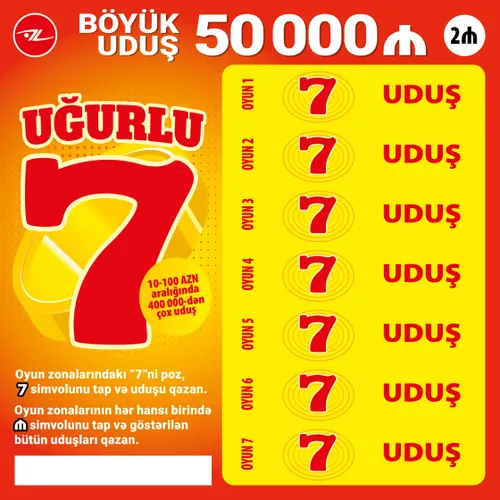 BÖYÜK
UDUŞ
50 000 ₼
2₼
UĞURLU
7
10-100 AZN
aralığında
400 000-dən
çox uduş
Oyun zonalarındakı "7"ni poz,
7 simvolunu tap və uduşu qazan.
Oyun zonalarının hər hansı birində
₼ simvolunu tap və göstərilən
bütün uduşları qazan.
OYUN 1 7 UDUŞ
OYUN 2 7 UDUŞ
OYUN 3 7 UDUŞ
OYUN 4 7 UDUŞ
OYUN 5 7 UDUŞ
OYUN 6 7 UDUŞ
OYUN 7 7 UDUŞ